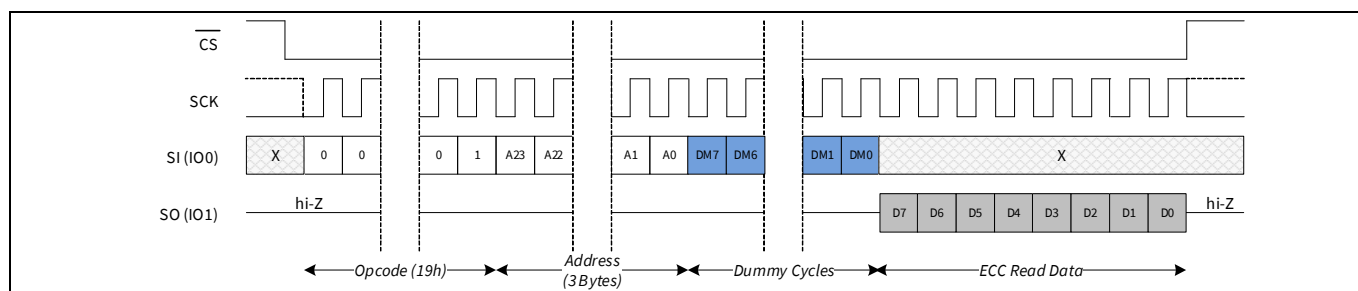 CS
SCK
SI (IO0) X 0 0 0 1 A23 A22 A1 A0 DM7 DM6 DM1 DM0 X
SO (IO1) hi-Z D7 D6 D5 D4 D3 D2 D1 D0 hi-Z
Opcode (19h) Address Dummy Cycles ECC Read Data
(3 Bytes)